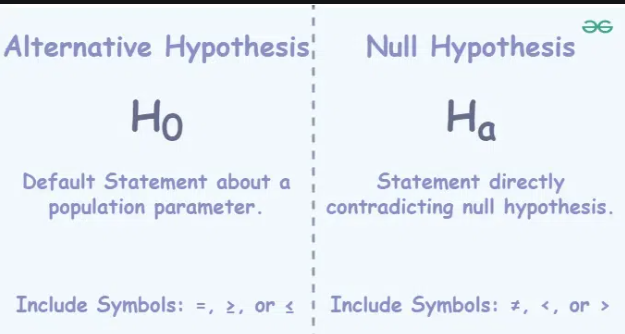 Alternative Hypothesis
H0
Default Statement about a
population parameter.
Include Symbols: =, ≥, or ≤
Null Hypothesis
Ha
Statement directly
contradicting null hypothesis.
Include Symbols: ≠, <, or >